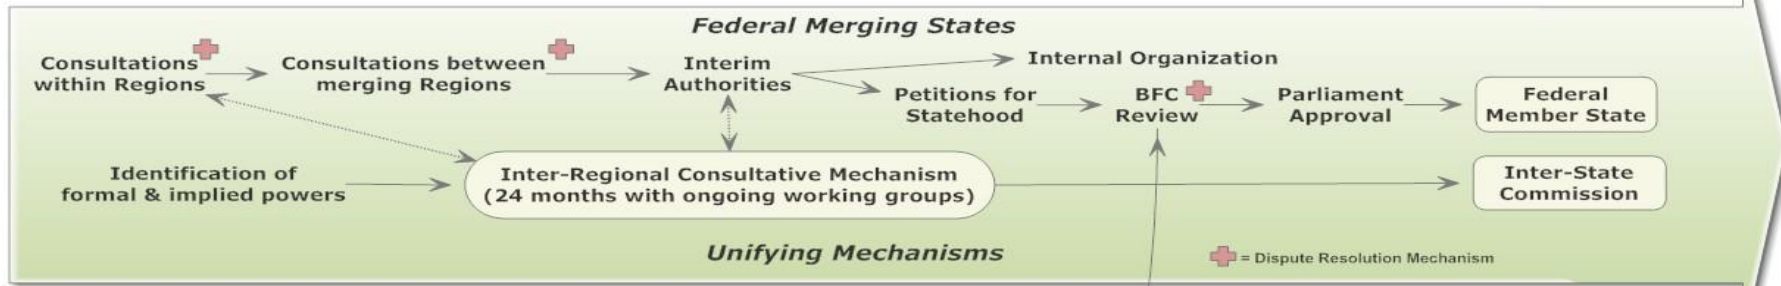 Federal Merging States
Consultations
within Regions
Consultations between
merging Regions
Interim
Authorities
Internal Organization
Petitions for
Statehood
BFC
Review
Parliament
Approval
Federal
Member State
Identification of
formal & implied powers
Inter-Regional Consultative Mechanism
(24 months with ongoing working groups)
Inter-State
Commission
Unifying Mechanisms
= Dispute Resolution Mechanism